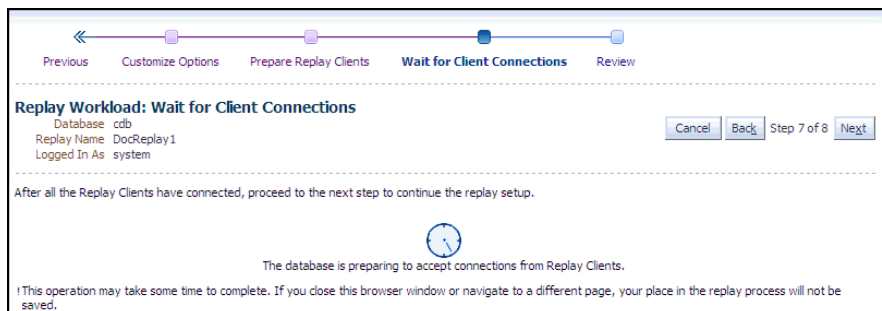 Previous Customize Options Prepare Replay Clients Wait for Client Connections Review
Replay Workload: Wait for Client Connections
Database cdb
Replay Name DocReplay1
Logged In As system
Cancel Back Step 7 of 8 Next
After all the Replay Clients have connected, proceed to the next step to continue the replay setup.
The database is preparing to accept connections from Replay Clients.
!This operation may take some time to complete. If you close this browser window or navigate to a different page, your place in the replay process will not be
saved.